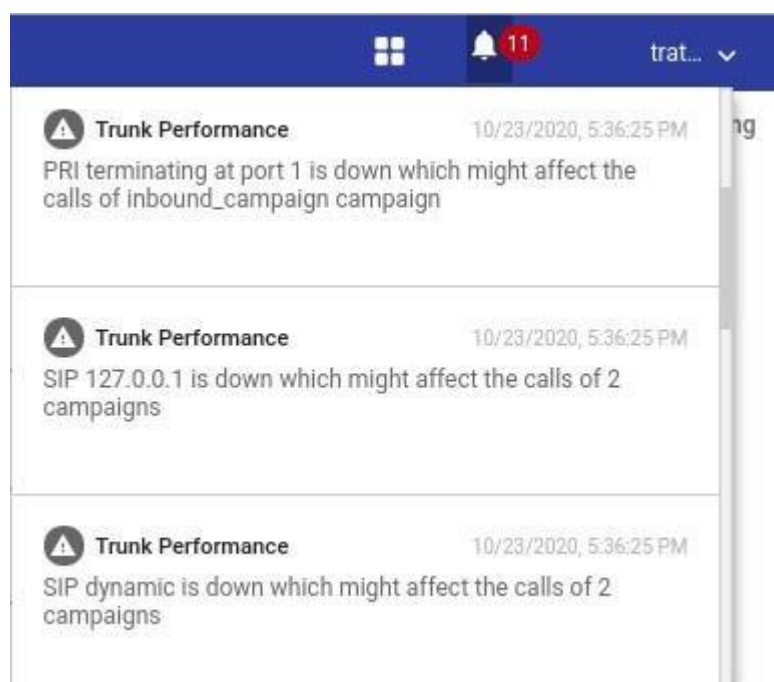 11
trat...
ng
Trunk Performance 10/23/2020, 5:36:25 PM
PRI terminating at port 1 is down which might affect the
calls of inbound_campaign campaign
Trunk Performance 10/23/2020, 5:36:25 PM
SIP 127.0.0.1 is down which might affect the calls of 2
campaigns
Trunk Performance 10/23/2020, 5:36:25 PM
SIP dynamic is down which might affect the calls of 2
campaigns